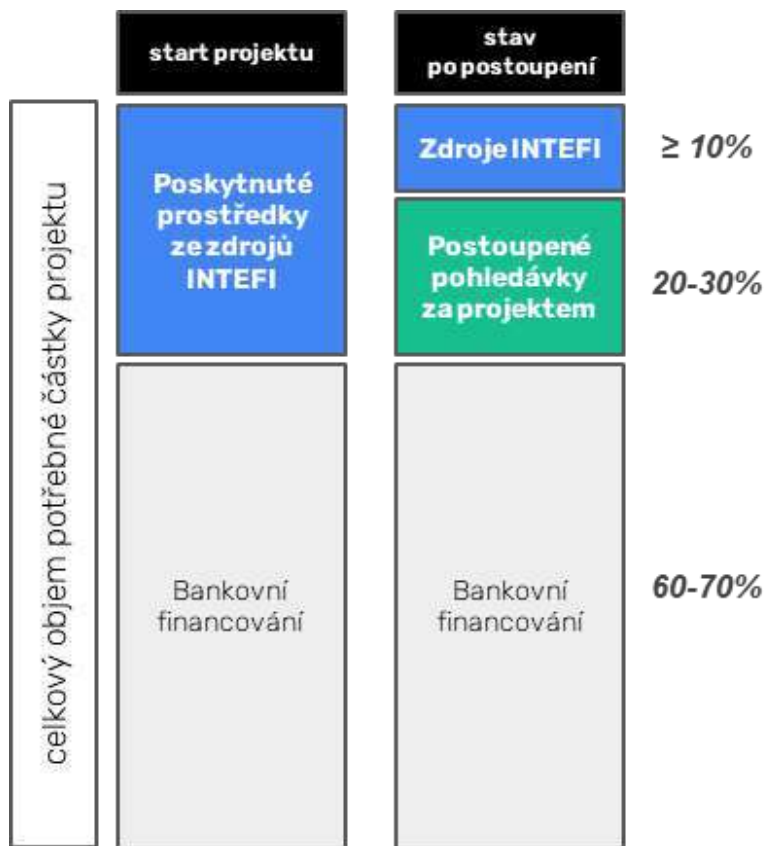 start projektu
stav
po postoupení
celkový objem potřebné částky projektu
Poskytnuté
prostředky
ze zdrojů
INTEFI
Zdroje INTEFI
≥ 10%
Postoupené
pohledávky
za projektem
20-30%
Bankovní
financování
Bankovní
financování
60-70%